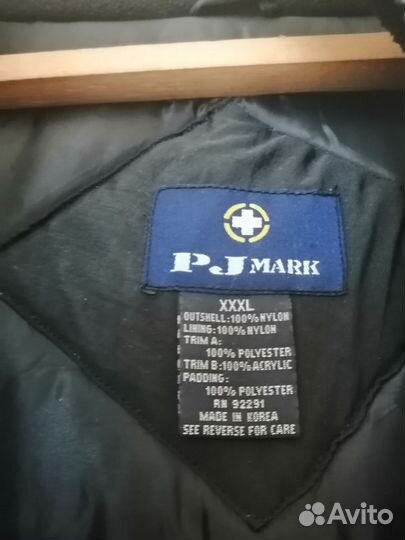 PJ MARK
XXXL
OUTSHELL:100%NYLON
LINING:100%NYLON
TRIM A:
100% POLYESTER
TRIM B:100% ACRYLIC
PADDING:
100% POLYESTER
RN 92291
MADE IN KOREA
SEE REVERSE FOR CARE
Avito